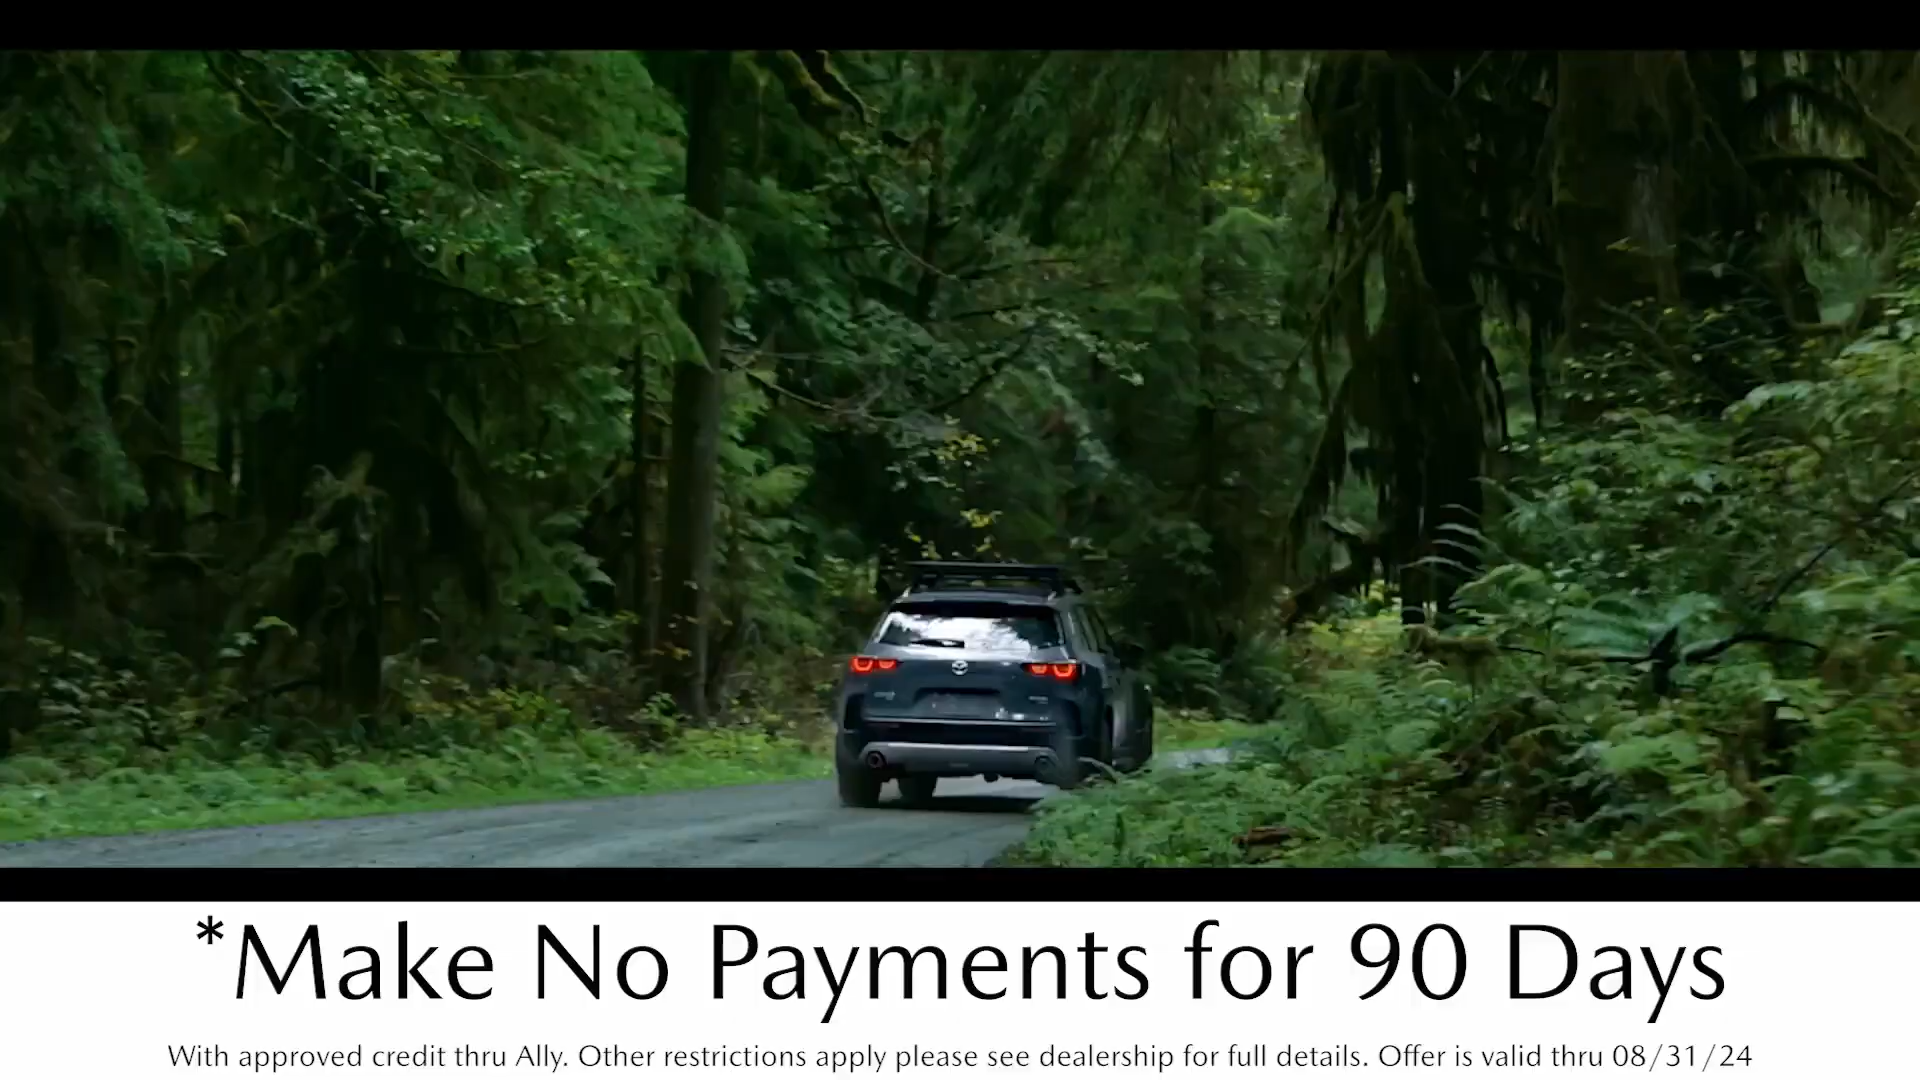 *Make No Payments for 90 Days
With approved credit thru Ally. Other restrictions apply please see dealership for full details. Offer is valid thru 08/31/24